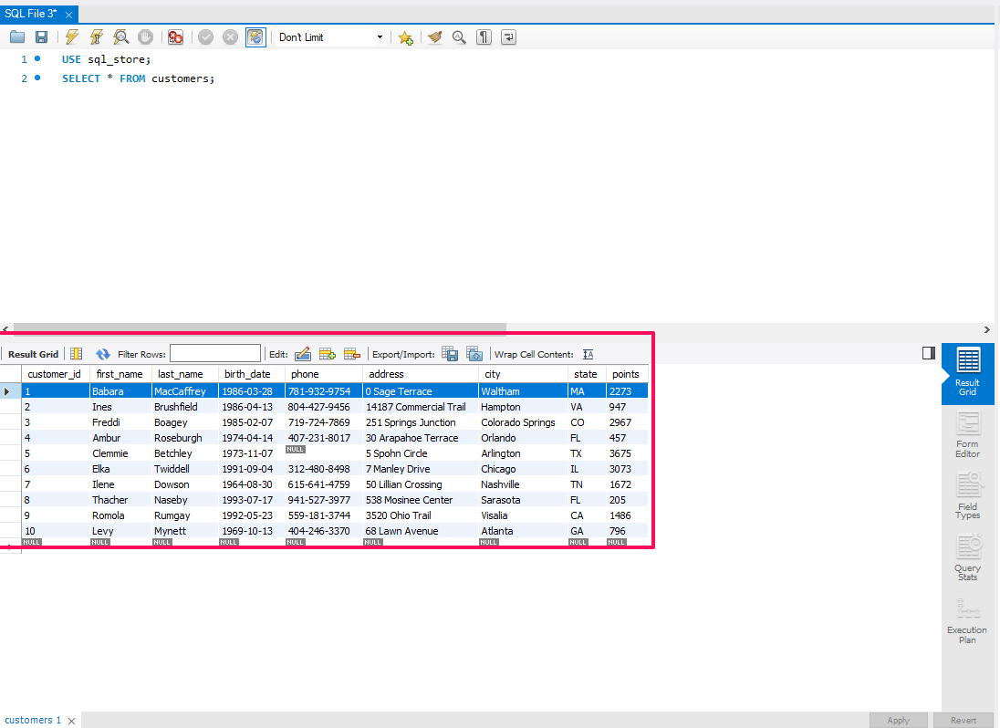 SQL File 3*
Don't Limit
1 USE sql_store;
2 SELECT * FROM customers;
Result Grid Filter Rows: Edit: Export/Import: Wrap Cell Content:
customer_id first_name last_name birth_date phone address city state points
1 Babara MacCaffrey 1986-03-28 781-932-9754 0 Sage Terrace Waltham MA 2273
2 Ines Brushfield 1986-04-13 804-427-9456 14187 Commercial Trail Hampton VA 947
3 Freddi Boagey 1985-02-07 719-724-7869 251 Springs Junction Colorado Springs CO 2967
4 Ambur Roseburgh 1974-04-14 407-231-8017 30 Arapahoe Terrace Orlando FL 457
5 Clemmie Betchley 1973-11-07 NULL 5 Spohn Circle Arlington TX 3675
6 Elka Twiddell 1991-09-04 312-480-8498 7 Manley Drive Chicago IL 3073
7 Ilene Dowson 1964-08-30 615-641-4759 50 Lillian Crossing Nashville TN 1672
8 Thacher Naseby 1993-07-17 941-527-3977 538 Mosinee Center Sarasota FL 205
9 Romola Rumgay 1992-05-23 559-181-3744 3520 Ohio Trail Visalia CA 1486
10 Levy Mynett 1969-10-13 404-246-3370 68 Lawn Avenue Atlanta GA 796
NULL NULL NULL NULL NULL NULL NULL NULL NULL
Result
Grid
Form
Editor
Field
Types
Query
Stats
Execution
Plan
customers 1
Apply Revert